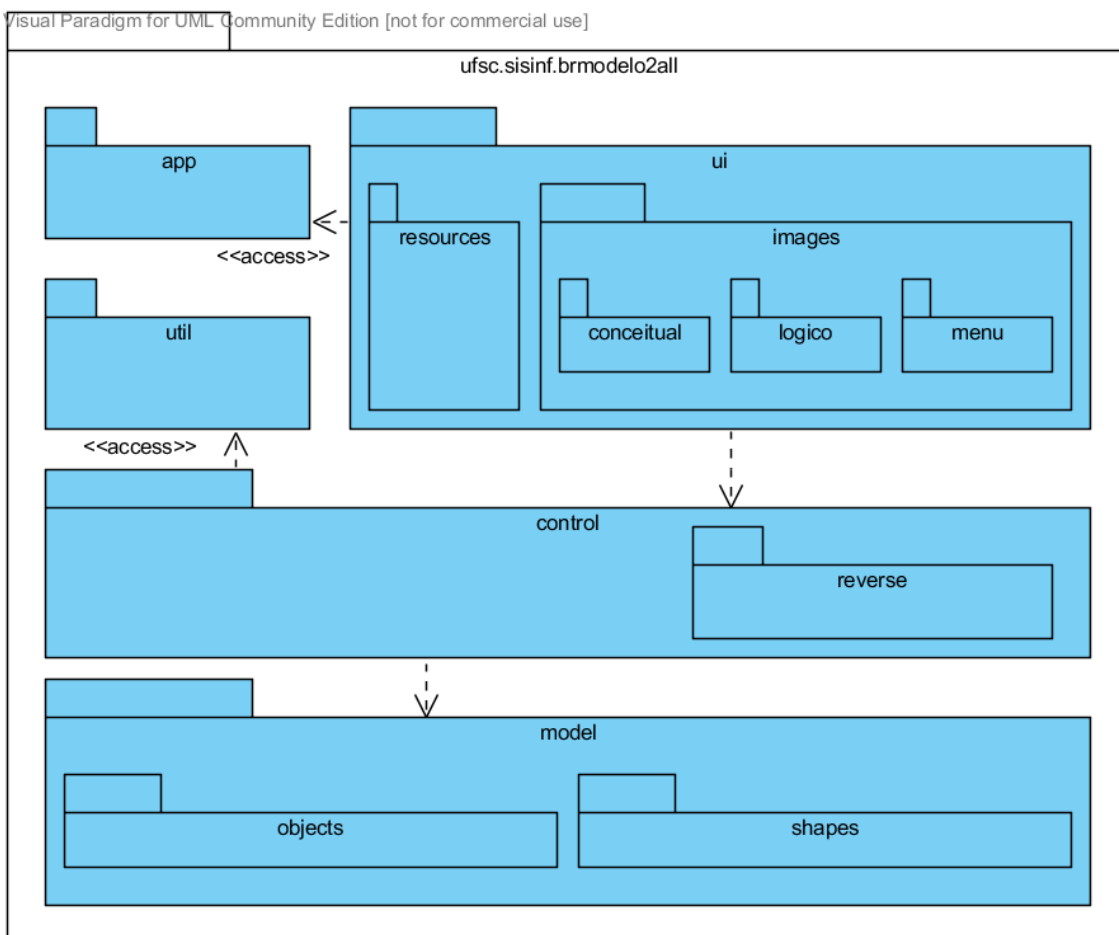 Visual Paradigm for UML Community Edition [not for commercial use]
ufsc.sisinf.brmodelo2all
app
ui
resources
images
<<access>>
util
conceitual
logico
menu
<<access>>
control
reverse
model
objects
shapes